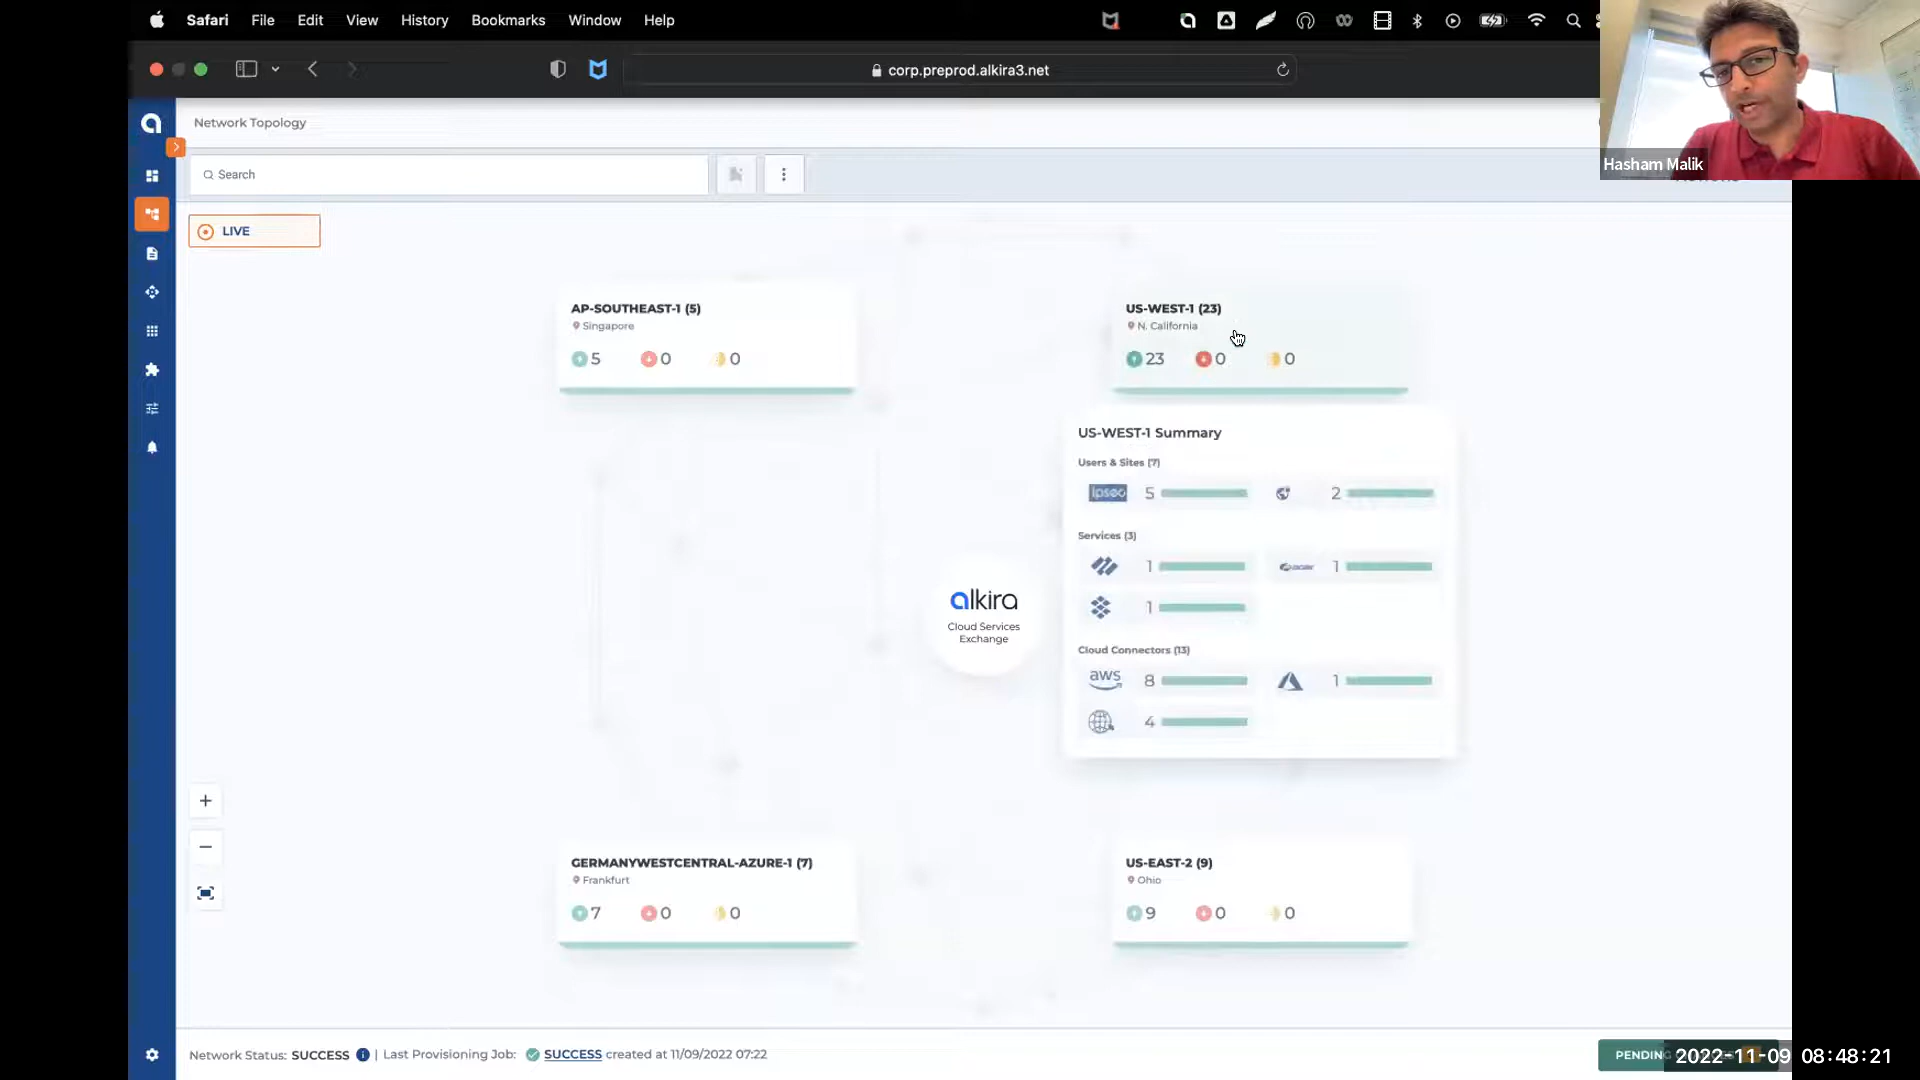 Safari File Edit View History Bookmarks Window Help
corp.preprod.alkira3.net
Hasham Malik
Network Topology
Search
LIVE
AP-SOUTHEAST-1 (5)
Singapore
5 0 0
US-WEST-1 (23)
N. California
23 0 0
US-WEST-1 Summary
Users & Sites (7)
ipsec 5 2
Services (3)
1 1
1
Cloud Connectors (13)
aws 8 1
4
alkira
Cloud Services
Exchange
GERMANYWESTCENTRAL-AZURE-1 (7)
Frankfurt
7 0 0
US-EAST-2 (9)
Ohio
9 0 0
Network Status: SUCCESS | Last Provisioning Job: SUCCESS created at 11/09/2022 07:22
PENDING
2022-11-09 08:48:21